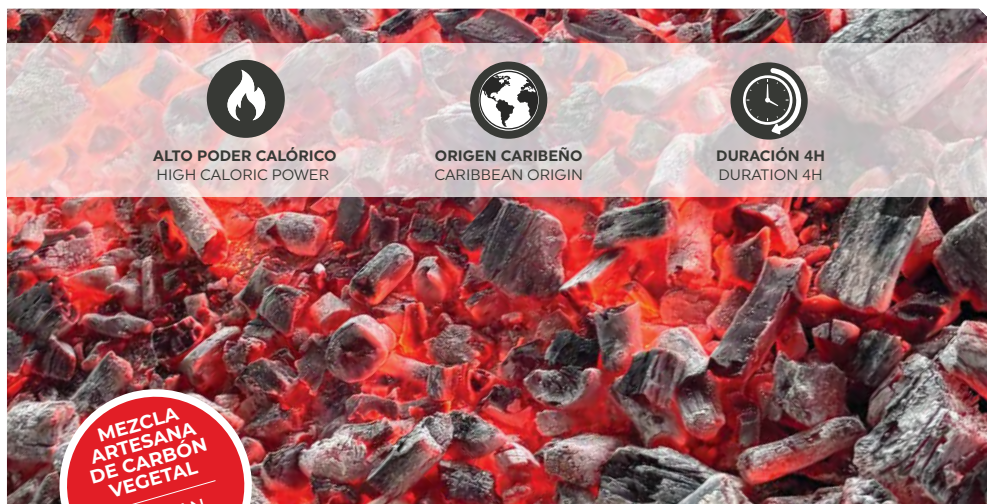 ALTO PODER CALÓRICO
HIGH CALORIC POWER
ORIGEN CARIBEÑO
CARIBBEAN ORIGIN
DURACIÓN 4H
DURATION 4H
MEZCLA
ARTESANA
DE CARBÓN
VEGETAL